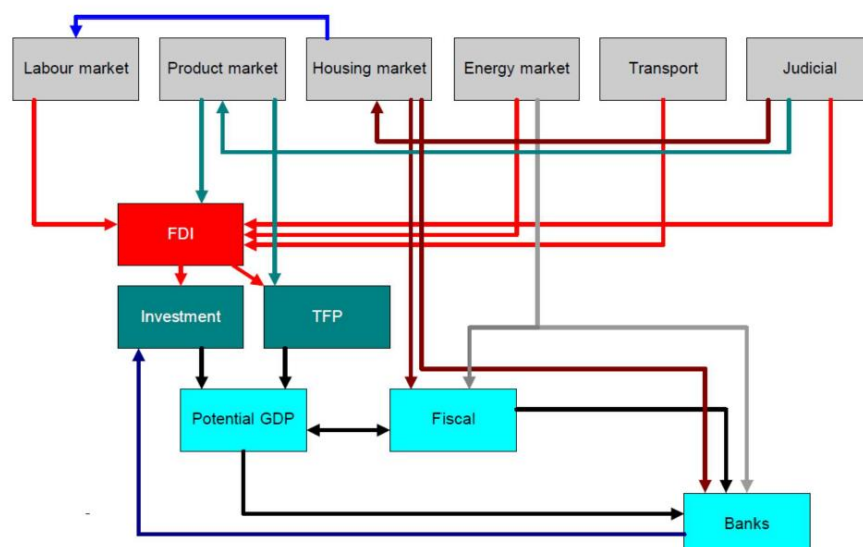 Labour market
Product market
Housing market
Energy market
Transport
Judicial
FDI
Investment
TFP
Potential GDP
Fiscal
Banks
-